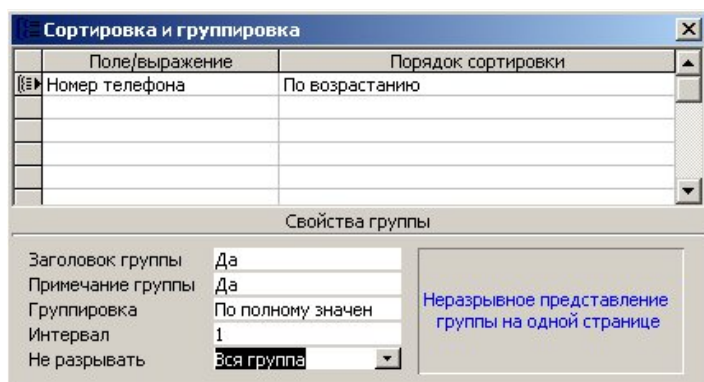 Сортировка и группировка
Поле/выражение Порядок сортировки
Номер телефона По возрастанию
Свойства группы
Заголовок группы Да
Примечание группы Да
Группировка По полному значен
Интервал 1
Не разрывать Вся группа
Неразрывное представление
группы на одной странице